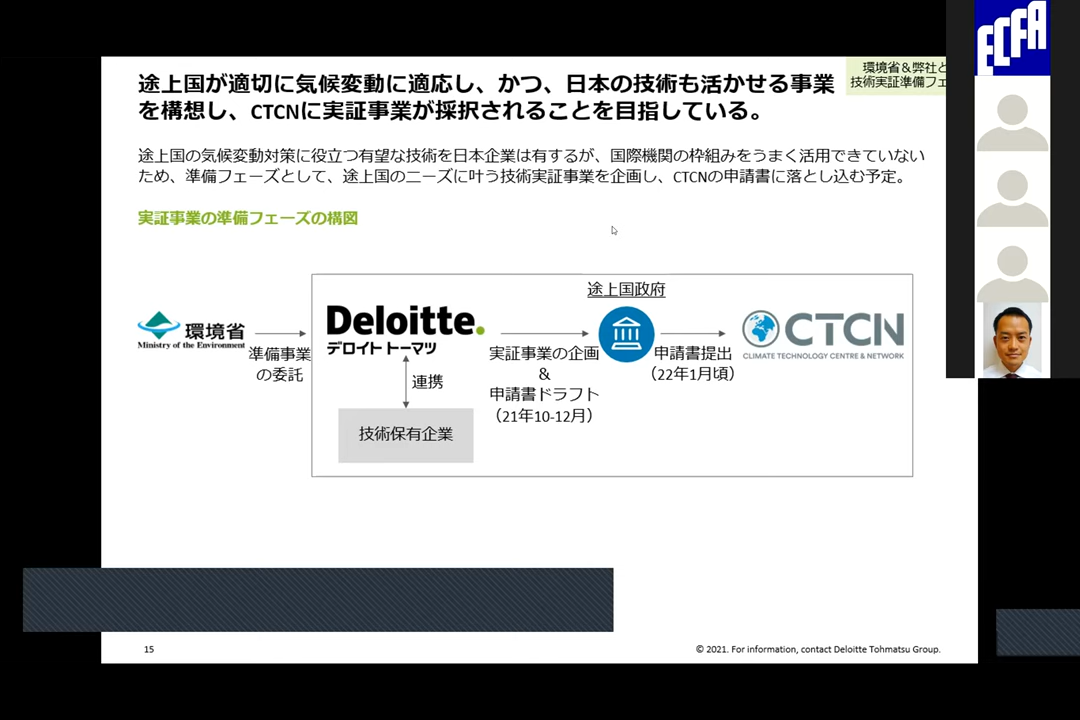 途上国が適切に気候変動に適応し、かつ、日本の技術も活かせる事業
を構想し、CTCNに実証事業が採択されることを目指している。
環境省＆弊社と
技術実証準備フェ
途上国の気候変動対策に役立つ有望な技術を日本企業は有するが、国際機関の枠組みをうまく活用できていない
ため、準備フェーズとして、途上国のニーズに叶う技術実証事業を企画し、CTCNの申請書に落とし込む予定。
実証事業の準備フェーズの構図
環境省
Ministry of the Environment
準備事業
の委託
Deloitte.
デロイト トーマツ
連携
技術保有企業
実証事業の企画
&
申請書ドラフト
（21年10-12月）
途上国政府
申請書提出
（22年1月頃）
CTCN
CLIMATE TECHNOLOGY CENTRE & NETWORK
15
© 2021. For information, contact Deloitte Tohmatsu Group.
ECFA